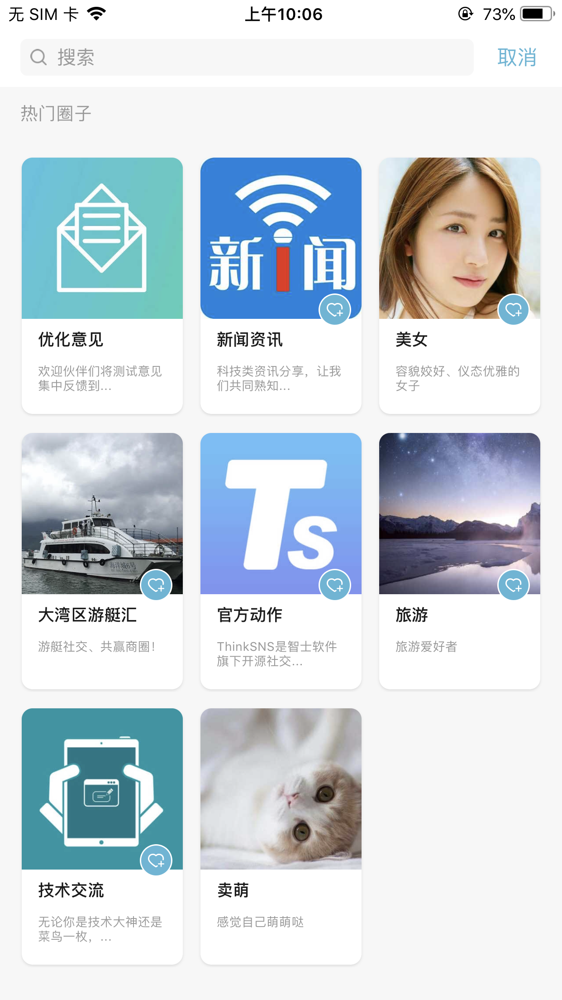 无 SIM 卡
上午10:06
73%
搜索
取消
热门圈子
新闻
优化意见
欢迎伙伴们将测试意见
集中反馈到...
新闻资讯
科技类资讯分享，让我
们共同熟知...
美女
容貌姣好、仪态优雅的
女子
海洋城6号
Ts
大湾区游艇汇
游艇社交、共赢商圈！
官方动作
ThinkSNS是智士软件
旗下开源社交...
旅游
旅游爱好者
技术交流
无论你是技术大神还是
菜鸟一枚，...
卖萌
感觉自己萌萌哒